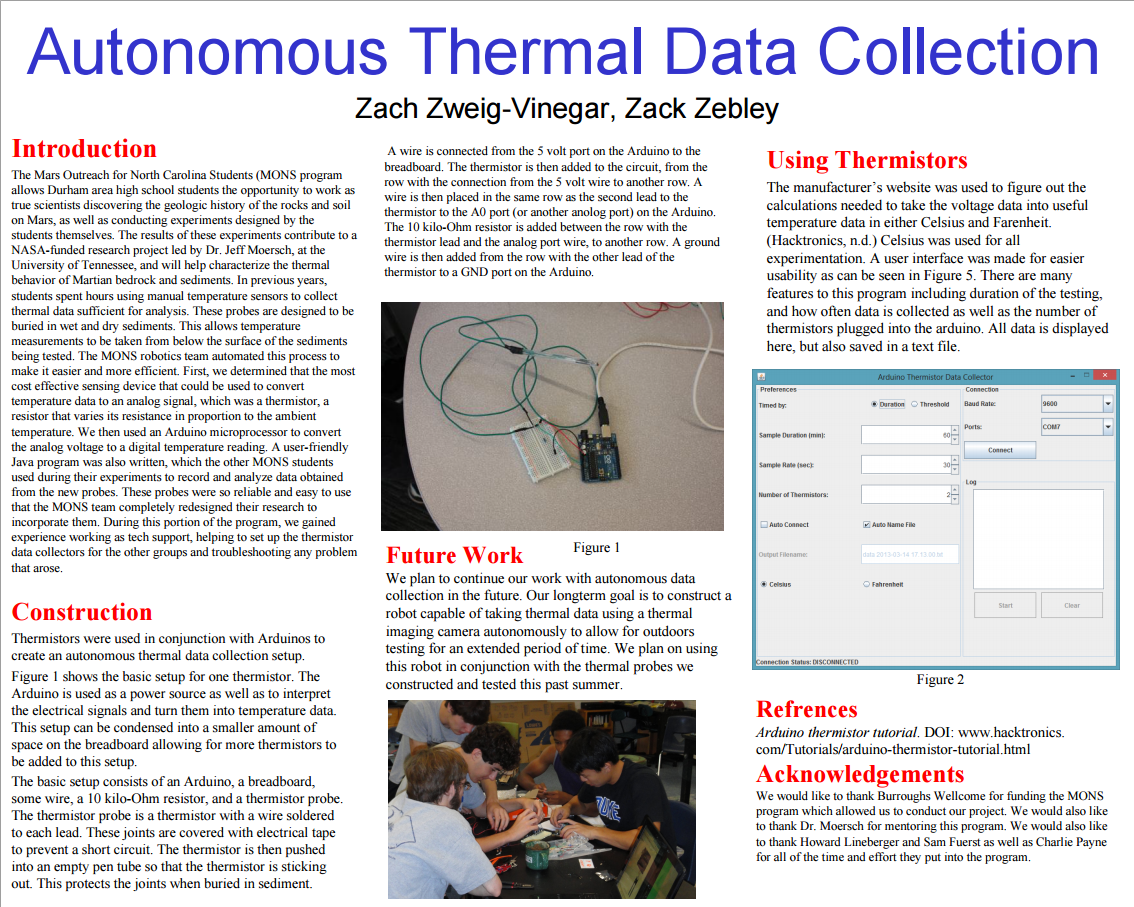 Autonomous Thermal Data Collection
Zach Zweig-Vinegar, Zack Zebley
Introduction
The Mars Outreach for North Carolina Students (MONS program
allows Durham area high school students the opportunity to work as
true scientists discovering the geologic history of the rocks and soil
on Mars, as well as conducting experiments designed by the
students themselves. The results of these experiments contribute to a
NASA-funded research project led by Dr. Jeff Moersch, at the
University of Tennessee, and will help characterize the thermal
behavior of Martian bedrock and sediments. In previous years,
students spent hours using manual temperature sensors to collect
thermal data sufficient for analysis. These probes are designed to be
buried in wet and dry sediments. This allows temperature
measurements to be taken from below the surface of the sediments
being tested. The MONS robotics team automated this process to
make it easier and more efficient. First, we determined that the most
cost effective sensing device that could be used to convert
temperature data to an analog signal, which was a thermistor, a
resistor that varies its resistance in proportion to the ambient
temperature. We then used an Arduino microprocessor to convert
the analog voltage to a digital temperature reading. A user-friendly
Java program was also written, which the other MONS students
used during their experiments to record and analyze data obtained
from the new probes. These probes were so reliable and easy to use
that the MONS team completely redesigned their research to
incorporate them. During this portion of the program, we gained
experience working as tech support, helping to set up the thermistor
data collectors for the other groups and troubleshooting any problem
that arose.
Construction
Thermistors were used in conjunction with Arduinos to
create an autonomous thermal data collection setup.
Figure 1 shows the basic setup for one thermistor. The
Arduino is used as a power source as well as to interpret
the electrical signals and turn them into temperature data.
This setup can be condensed into a smaller amount of
space on the breadboard allowing for more thermistors to
be added to this setup.
The basic setup consists of an Arduino, a breadboard,
some wire, a 10 kilo-Ohm resistor, and a thermistor probe.
The thermistor probe is a thermistor with a wire soldered
to each lead. These joints are covered with electrical tape
to prevent a short circuit. The thermistor is then pushed
into an empty pen tube so that the thermistor is sticking
out. This protects the joints when buried in sediment.
A wire is connected from the 5 volt port on the Arduino to the
breadboard. The thermistor is then added to the circuit, from the
row with the connection from the 5 volt wire to another row. A
wire is then placed in the same row as the second lead to the
thermistor to the A0 port (or another anolog port) on the Arduino.
The 10 kilo-Ohm resistor is added between the row with the
thermistor lead and the analog port wire, to another row. A ground
wire is then added from the row with the other lead of the
thermistor to a GND port on the Arduino.
Figure 1
Future Work
We plan to continue our work with autonomous data
collection in the future. Our longterm goal is to construct a
robot capable of taking thermal data using a thermal
imaging camera autonomously to allow for outdoors
testing for an extended period of time. We plan on using
this robot in conjunction with the thermal probes we
constructed and tested this past summer.
DUKE
Using Thermistors
The manufacturer's website was used to figure out the
calculations needed to take the voltage data into useful
temperature data in either Celsius and Farenheit.
(Hacktronics, n.d.) Celsius was used for all
experimentation. A user interface was made for easier
usability as can be seen in Figure 5. There are many
features to this program including duration of the testing,
and how often data is collected as well as the number of
thermistors plugged into the arduino. All data is displayed
here, but also saved in a text file.
Arduino Thermistor Data Collector
Preferences
Timed by: Duration Threshold
Sample Duration (min): 60
Sample Rate (sec): 30
Number of Thermistors: 2
Auto Connect Auto Name File
Output Filename: data 2013-03-14 17.13.00.txt
Celsius Fahrenheit
Connection
Baud Rate: 9600
Ports: COM7
Connect
Log
Start Clear
Connection Status: DISCONNECTED
Figure 2
Refrences
Arduino thermistor tutorial. DOI: www.hacktronics.
com/Tutorials/arduino-thermistor-tutorial.html
Acknowledgements
We would like to thank Burroughs Wellcome for funding the MONS
program which allowed us to conduct our project. We would also like
to thank Dr. Moersch for mentoring this program. We would also like
to thank Howard Lineberger and Sam Fuerst as well as Charlie Payne
for all of the time and effort they put into the program.